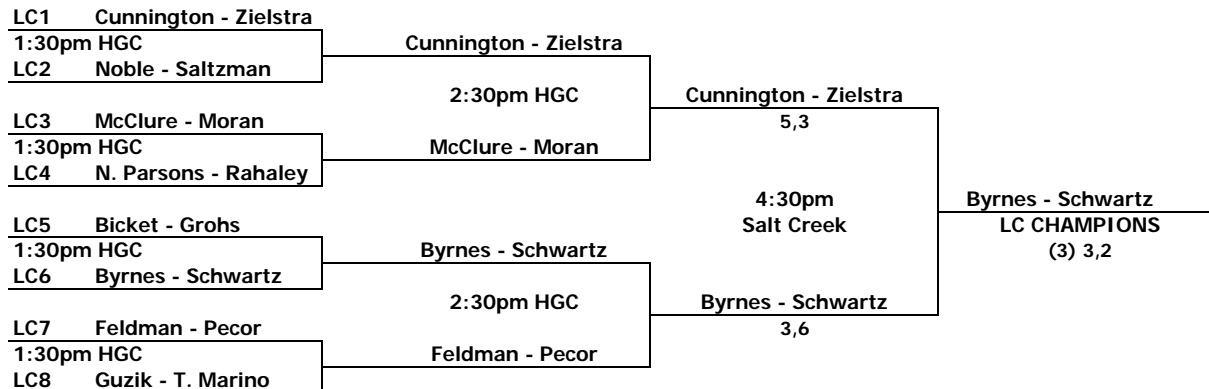 LC1 Cunnington - Zielstra
1:30pm HGC Cunnington - Zielstra
LC2 Noble - Saltzman
2:30pm HGC Cunnington - Zielstra
LC3 McClure - Moran 5,3
1:30pm HGC McClure - Moran
LC4 N. Parsons - Rahaley
4:30pm Byrnes - Schwartz
LC5 Bicket - Grohs Salt Creek LC CHAMPIONS
1:30pm HGC Byrnes - Schwartz (3) 3,2
LC6 Byrnes - Schwartz
2:30pm HGC Byrnes - Schwartz
LC7 Feldman - Pecor 3,6
1:30pm HGC Feldman - Pecor
LC8 Guzik - T. Marino